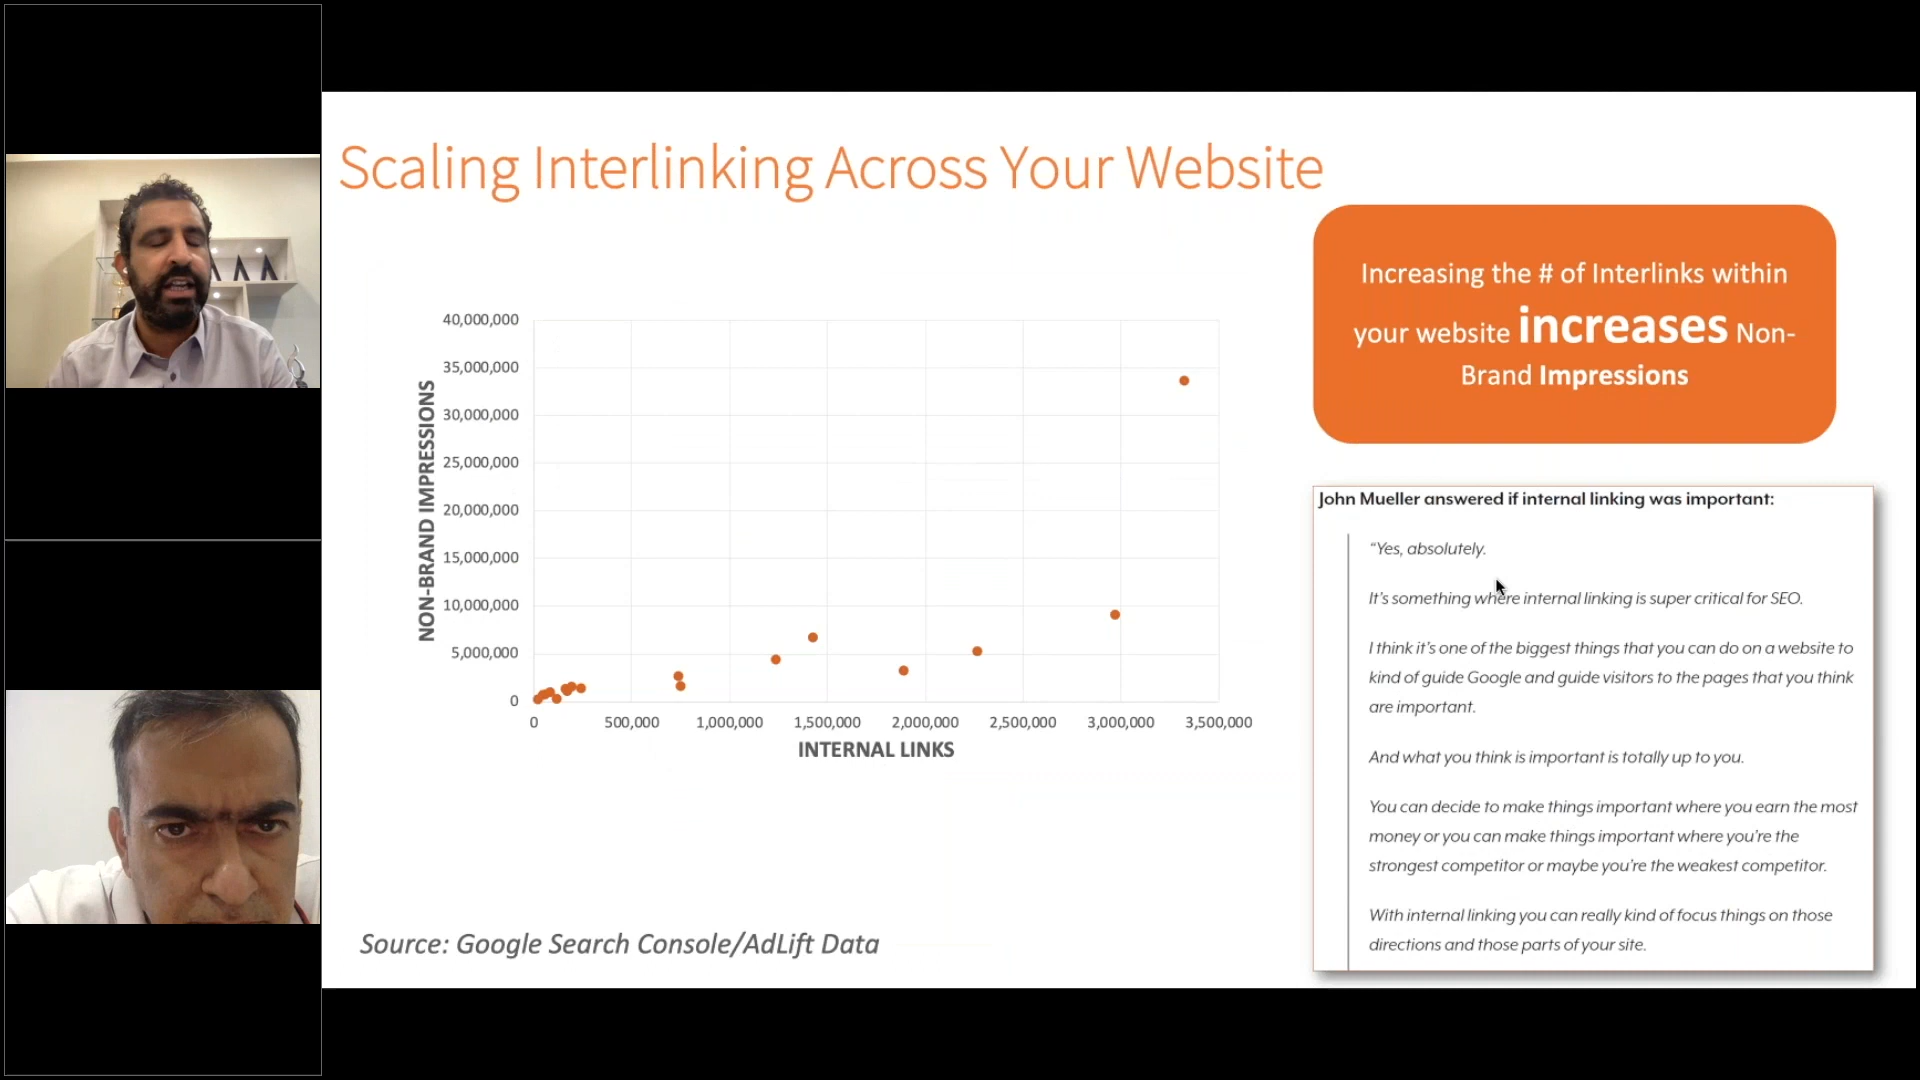 Scaling Interlinking Across Your Website
Increasing the # of Interlinks within
your website increases Non-
Brand Impressions
NON-BRAND IMPRESSIONS
40,000,000
35,000,000
30,000,000
25,000,000
20,000,000
15,000,000
10,000,000
5,000,000
0
0 500,000 1,000,000 1,500,000 2,000,000 2,500,000 3,000,000 3,500,000
INTERNAL LINKS
John Mueller answered if internal linking was important:
“Yes, absolutely.
It’s something where internal linking is super critical for SEO.
I think it’s one of the biggest things that you can do on a website to
kind of guide Google and guide visitors to the pages that you think
are important.
And what you think is important is totally up to you.
You can decide to make things important where you earn the most
money or you can make things important where you’re the
strongest competitor or maybe you’re the weakest competitor.
With internal linking you can really kind of focus things on those
directions and those parts of your site.
Source: Google Search Console/AdLift Data